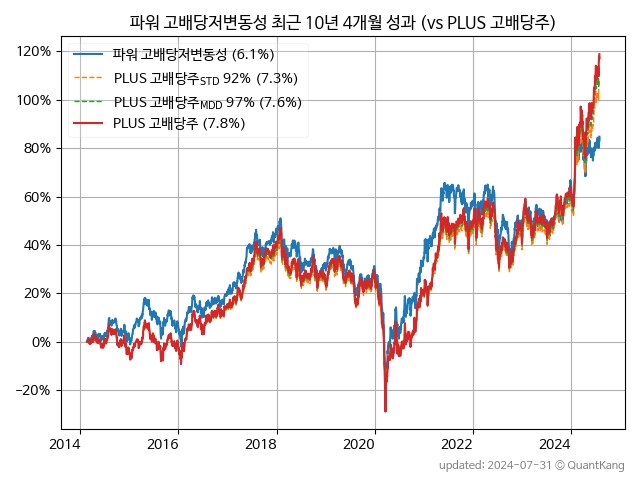 파워 고배당저변동성 최근 10년 4개월 성과 (vs PLUS 고배당주)
120%
100%
80%
60%
40%
20%
0%
−20%
파워 고배당저변동성 (6.1%)
PLUS 고배당주STD 92% (7.3%)
PLUS 고배당주MDD 97% (7.6%)
PLUS 고배당주 (7.8%)
2014 2016 2018 2020 2022 2024
updated: 2024-07-31 © QuantKang